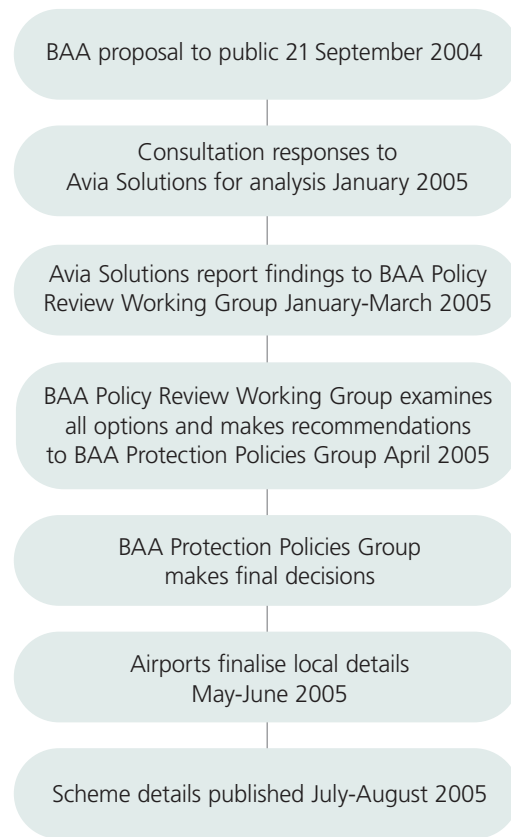 BAA proposal to public 21 September 2004
Consultation responses to
Avia Solutions for analysis January 2005
Avia Solutions report findings to BAA Policy
Review Working Group January-March 2005
BAA Policy Review Working Group examines
all options and makes recommendations
to BAA Protection Policies Group April 2005
BAA Protection Policies Group
makes final decisions
Airports finalise local details
May-June 2005
Scheme details published July-August 2005